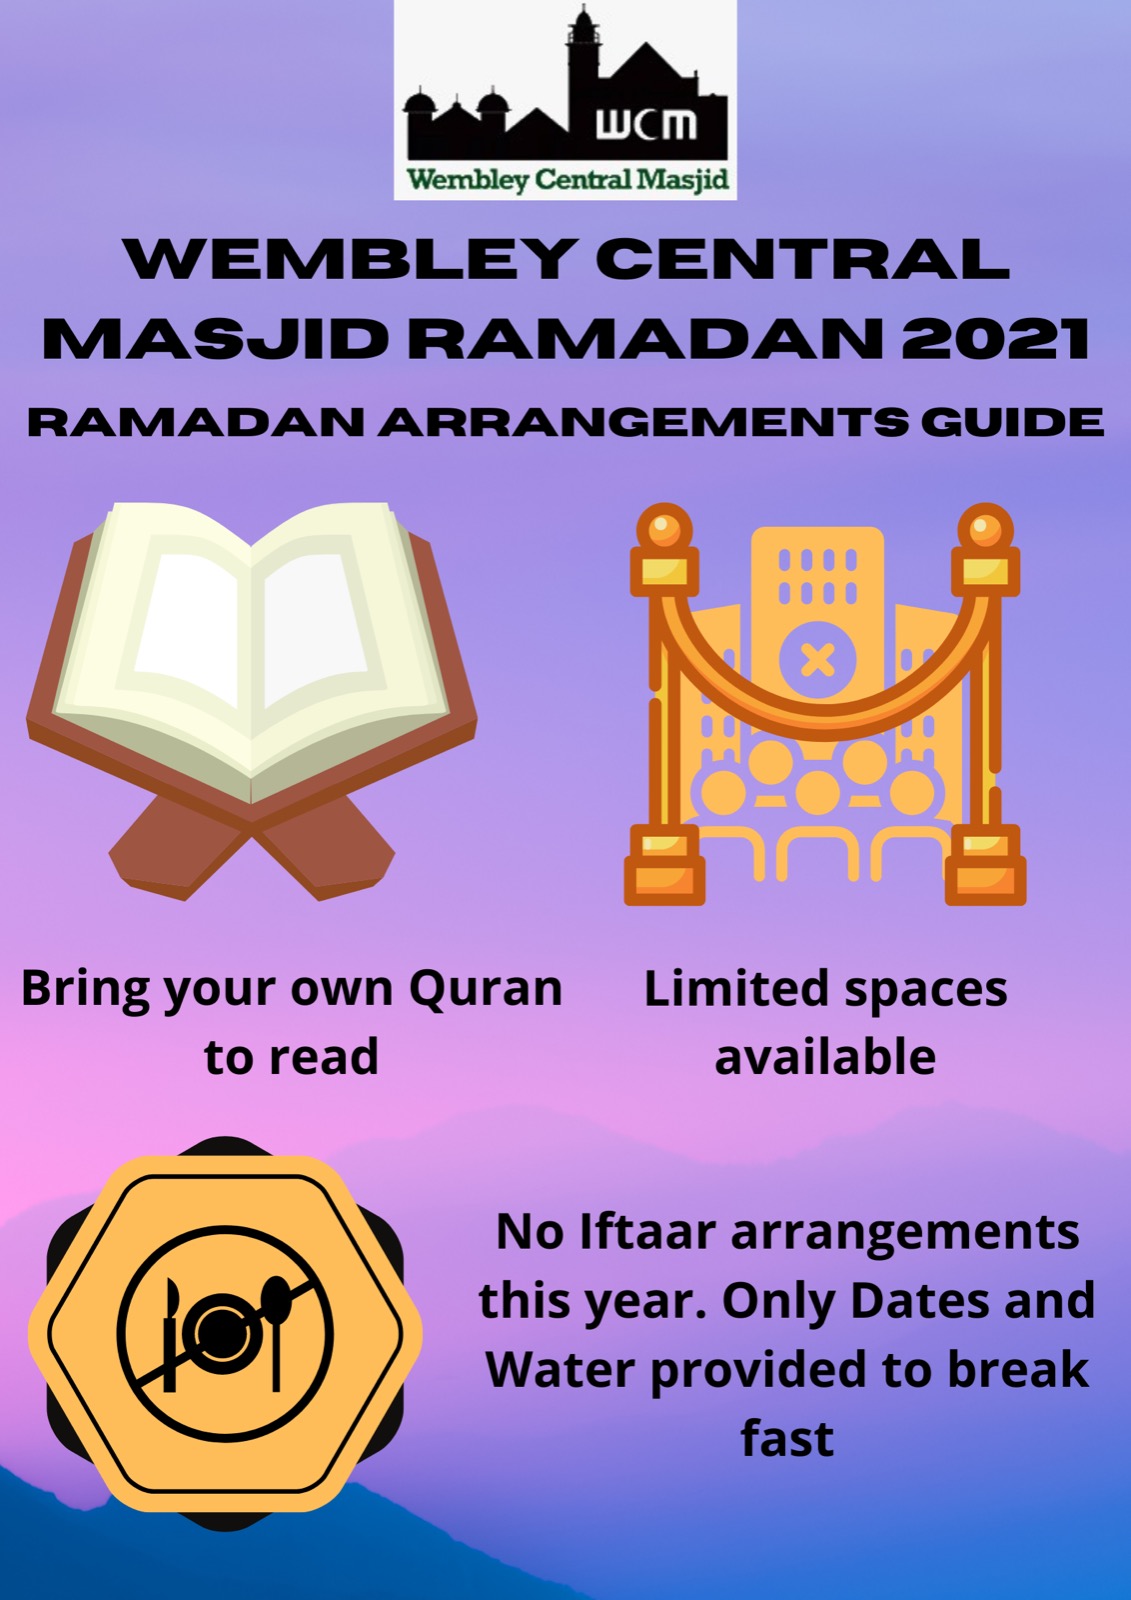 WCM
Wembley Central Masjid
WEMBLEY CENTRAL
MASJID RAMADAN 2021
RAMADAN ARRANGEMENTS GUIDE
Bring your own Quran
to read
Limited spaces
available
No Iftaar arrangements
this year. Only Dates and
Water provided to break
fast